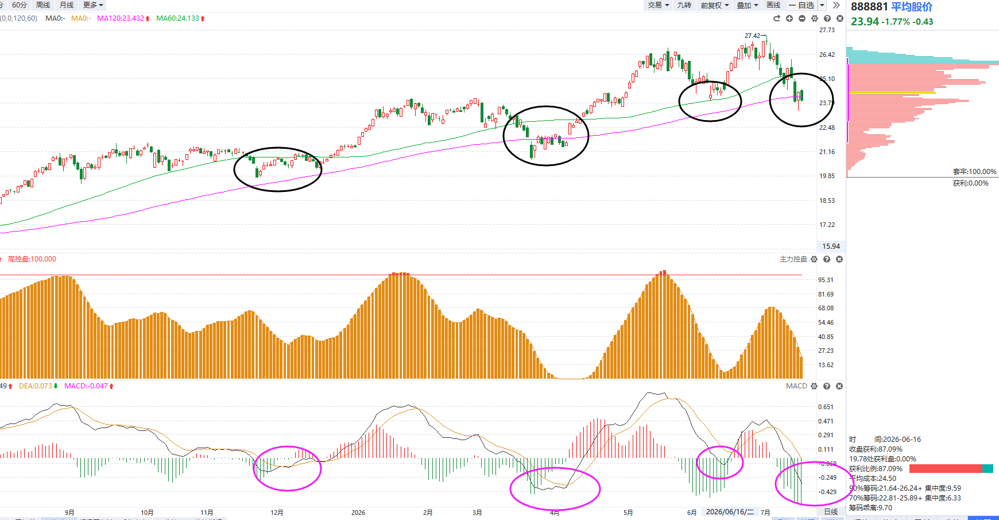 60分 周线 月线 更多 交易 九转 前复权 叠加 画线 一自选
888881 平均股价
23.94 -1.77% -0.43
(0,0,120,60) MA0:- MA0:- MA120:23.432 MA60:24.133
27.73
27.42
26.42
25.10
23.7
22.48
21.16
19.85
18.53
17.22
15.94
套牢:100.00%
获利:0.00%
高控盘:100.000 主力控盘
95.31
81.69
68.08
54.46
40.85
27.23
13.62
49 DEA:0.073 MACD:-0.047 MACD
0.651
0.471
0.291
0.111
-0.069
-0.249
-0.429
时 间:2026-06-16
收盘获利:87.09%
19.78处获利盘:0.00%
获利比例:87.09%
平均成本:24.50
90%筹码:21.64-26.24+ 集中度:9.59
70%筹码:22.81-25.89+ 集中度:6.33
筹码乖离:9.70
9月 10月 11月 12月 2026 2月 3月 4月 5月 6月 2026/06/16/二 7月 日线